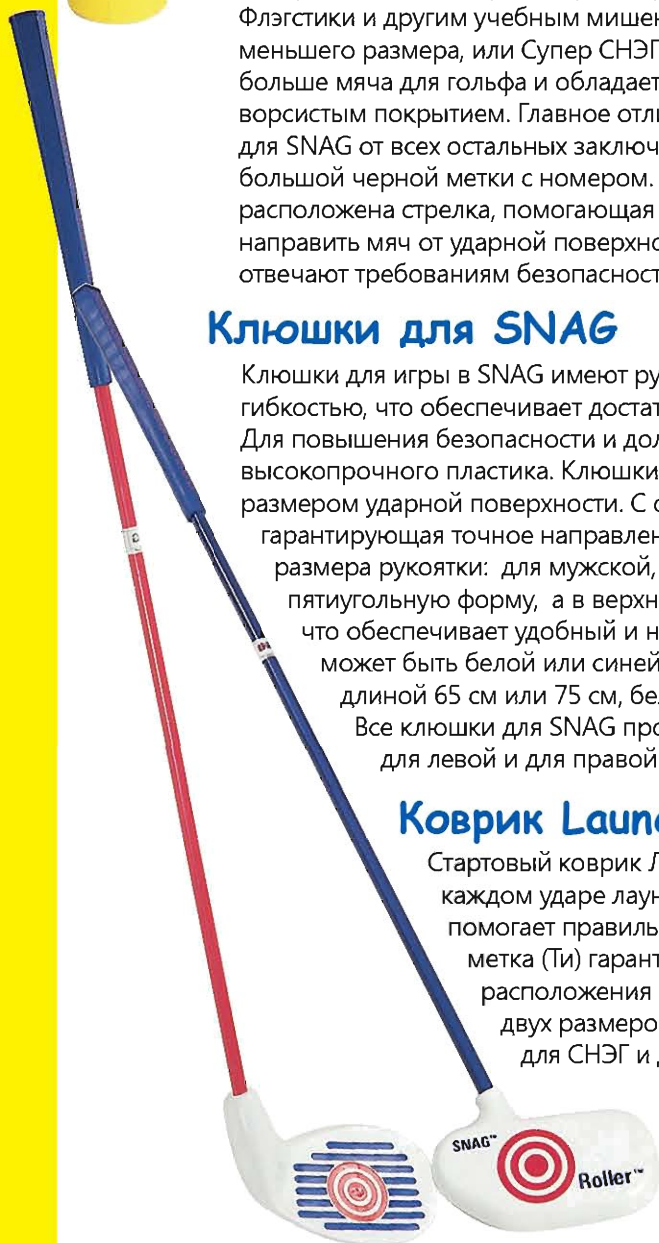 Флэгстики и другим учебным мишен
меньшего размера, или Супер СНЭГ
больше мяча для гольфа и обладает
ворсистым покрытием. Главное отли
для SNAG от всех остальных заключ
большой черной метки с номером.
расположена стрелка, помогающая
направить мяч от ударной поверхно
отвечают требованиям безопасност
Клюшки для SNAG
Клюшки для игры в SNAG имеют ру
гибкостью, что обеспечивает достат
Для повышения безопасности и дол
высокопрочного пластика. Клюшки
размером ударной поверхности. С о
гарантирующая точное направлен
размера рукоятки: для мужской,
пятиугольную форму, а в верхн
что обеспечивает удобный и н
может быть белой или синей
длиной 65 см или 75 см, бел
Все клюшки для SNAG про
для левой и для правой
Коврик Laun
Стартовый коврик Л
каждом ударе лаун
помогает правиль
метка (Ти) гарант
расположения
двух размеро
для СНЭГ и д
SNAG™
Roller™